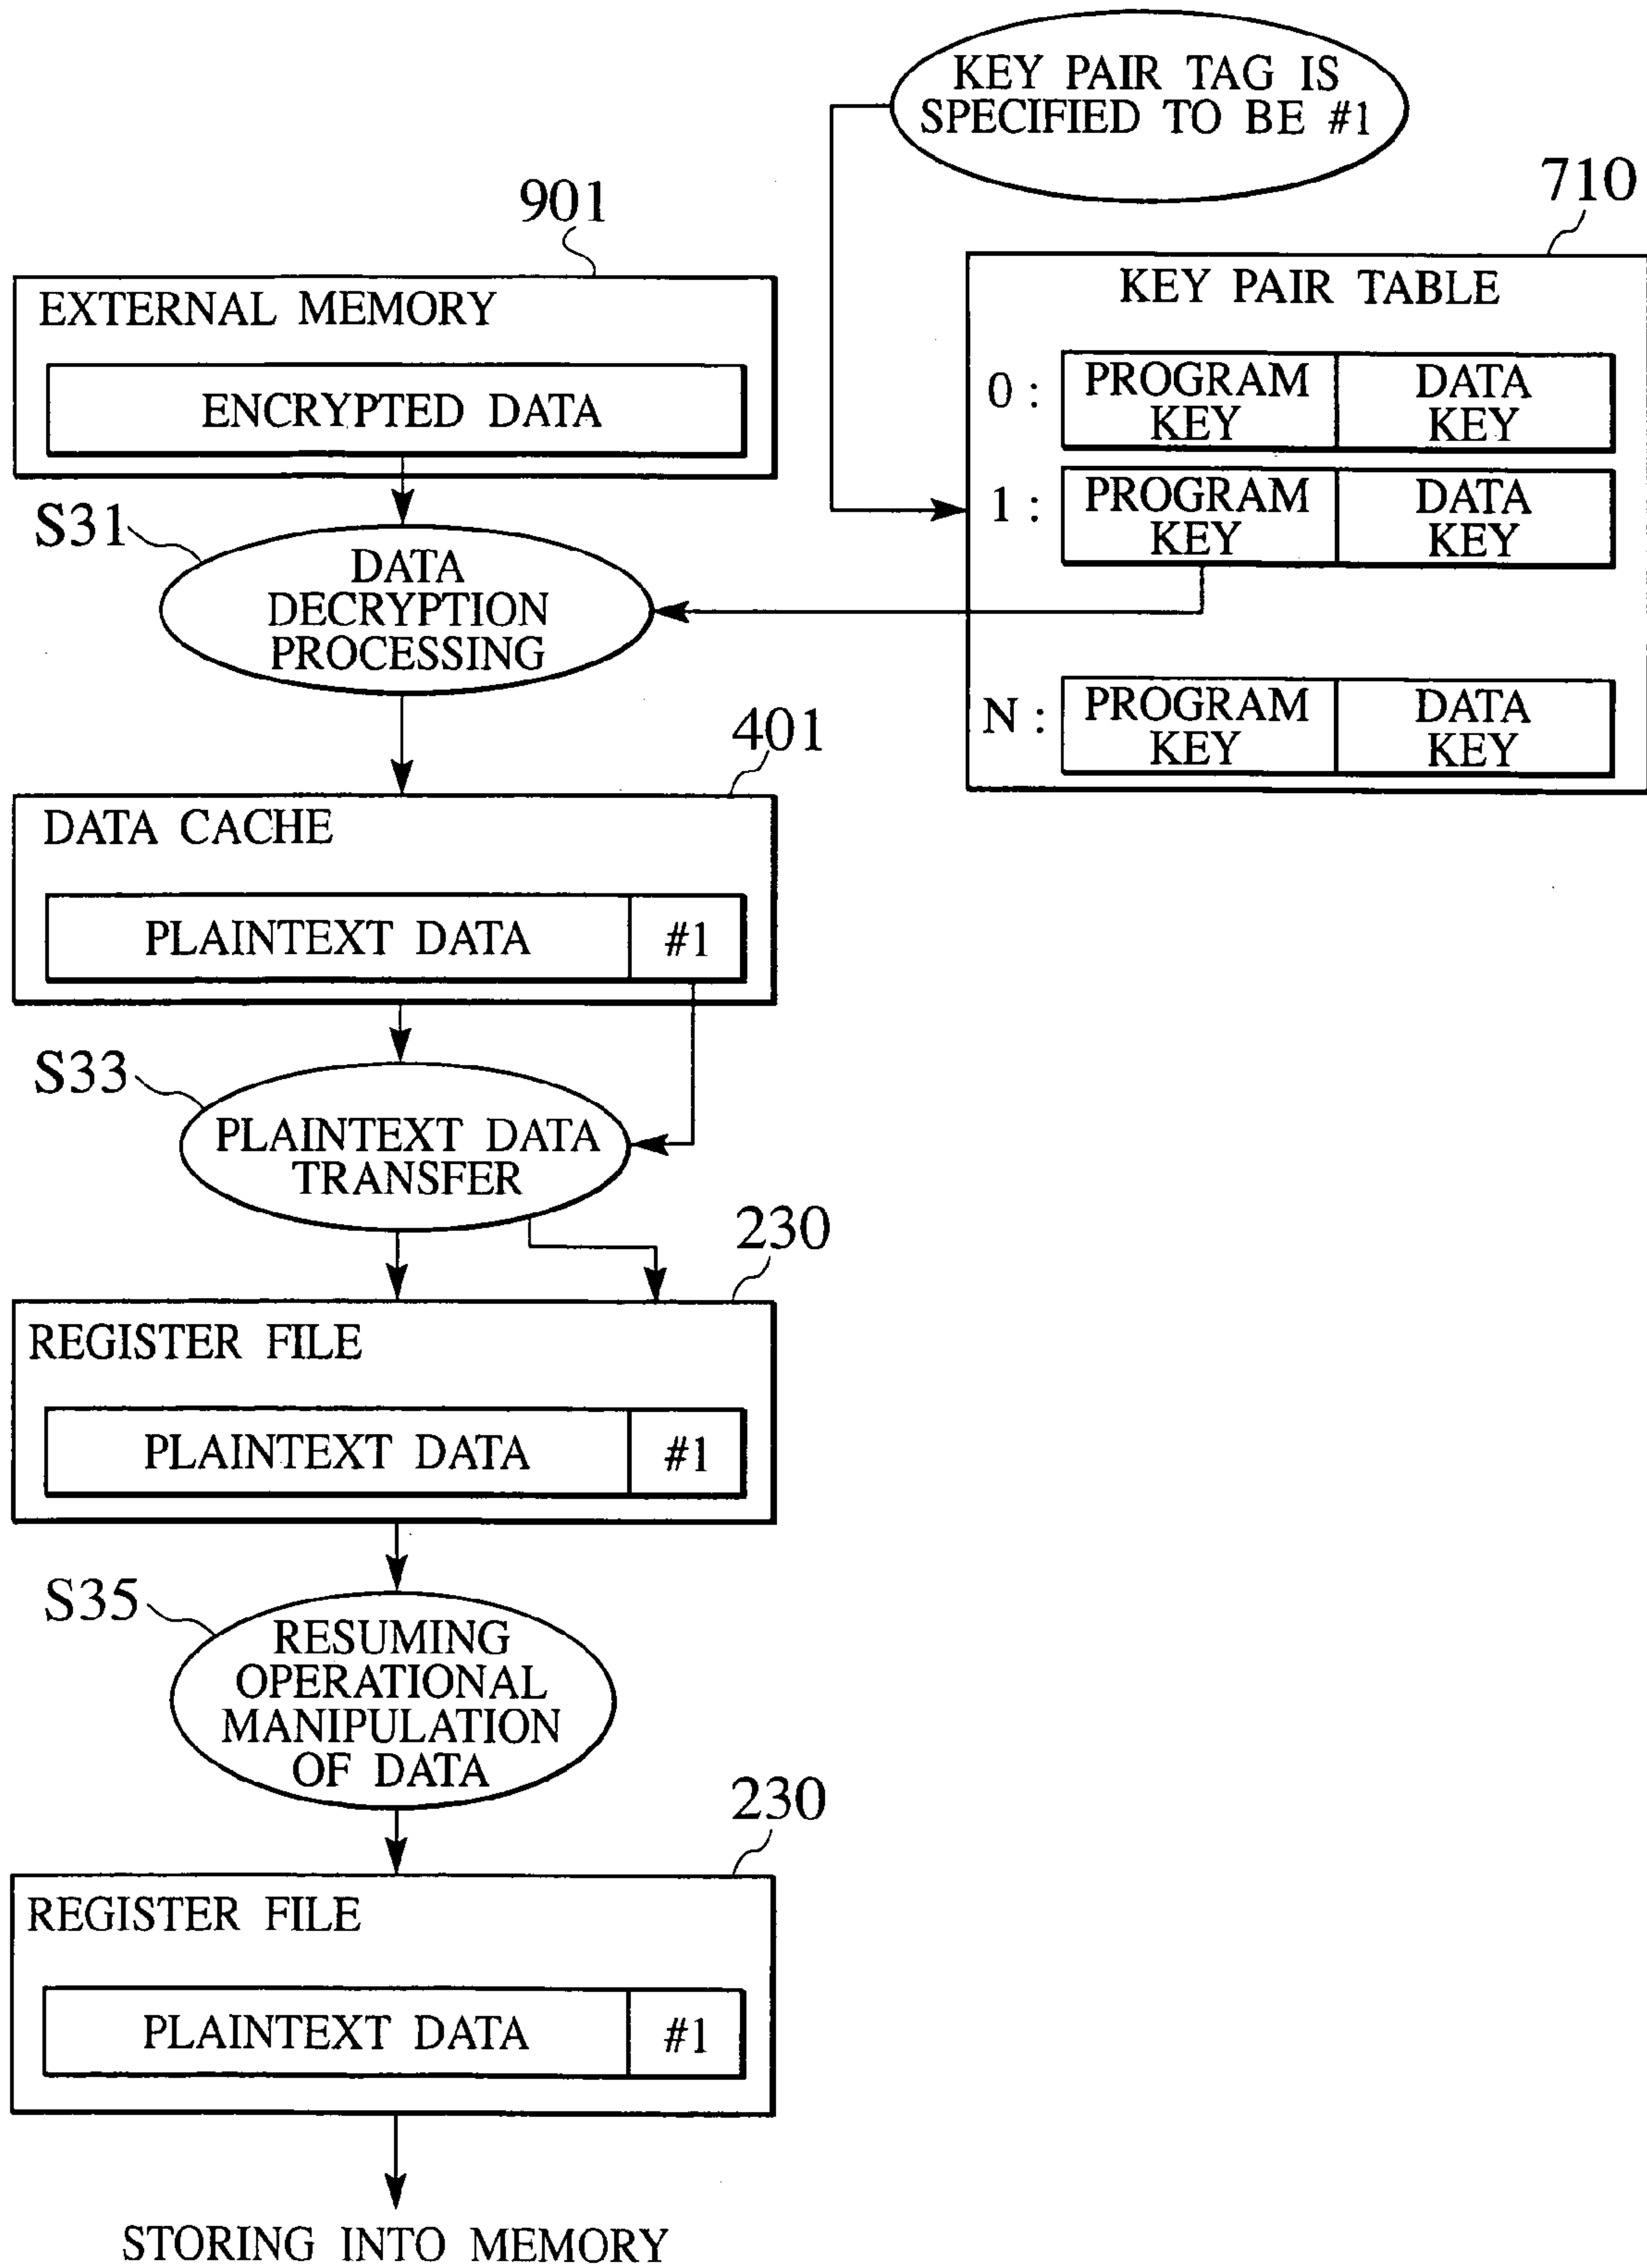 KEY PAIR TAG IS
SPECIFIED TO BE #1
710
901
KEY PAIR TABLE
EXTERNAL MEMORY
ENCRYPTED DATA
0 :
PROGRAM
KEY
DATA
KEY
1 :
PROGRAM
KEY
DATA
KEY
S31
DATA
DECRYPTION
PROCESSING
N :
PROGRAM
KEY
DATA
KEY
401
DATA CACHE
PLAINTEXT DATA
#1
S33
PLAINTEXT DATA
TRANSFER
230
REGISTER FILE
PLAINTEXT DATA
#1
S35
RESUMING
OPERATIONAL
MANIPULATION
OF DATA
230
REGISTER FILE
PLAINTEXT DATA
#1
STORING INTO MEMORY